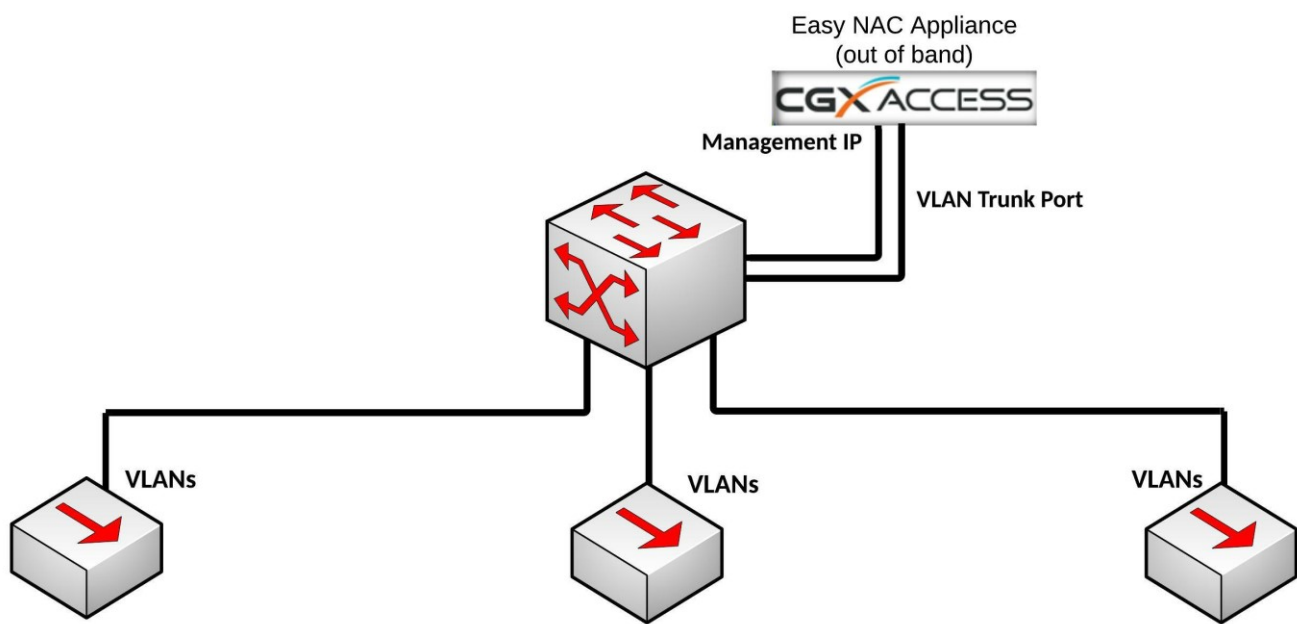 Easy NAC Appliance
(out of band)
CGX ACCESS
Management IP
VLAN Trunk Port
VLANs
VLANs
VLANs